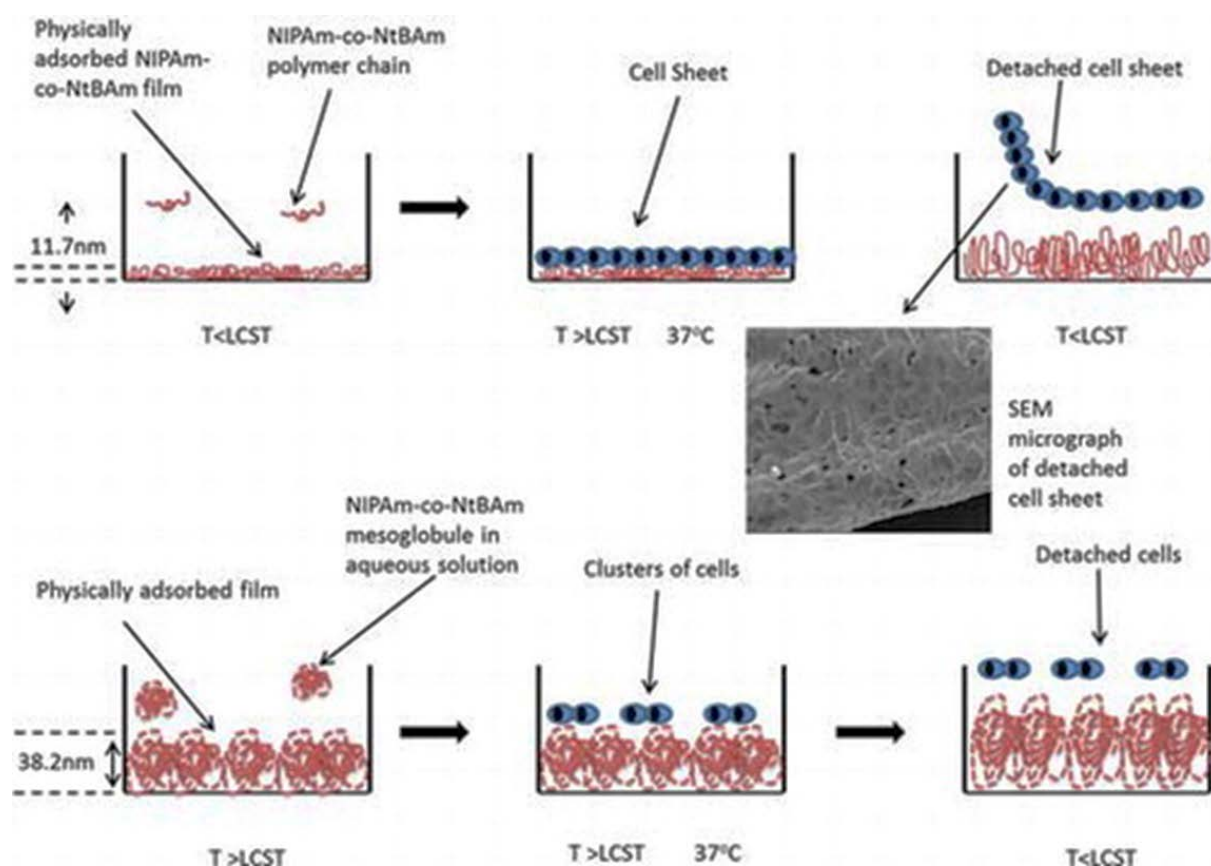 Physically
adsorbed NIPAm-
co-NtBAm film
NIPAm-co-NtBAm
polymer chain
Cell Sheet
Detached cell sheet
11.7nm
T<LCST
T >LCST 37°C
T<LCST
SEM
micrograph
of detached
cell sheet
NIPAm-co-NtBAm
mesoglobule in
aqueous solution
Physically adsorbed film
Clusters of cells
Detached cells
38.2nm
T >LCST
T >LCST 37°C
T<LCST